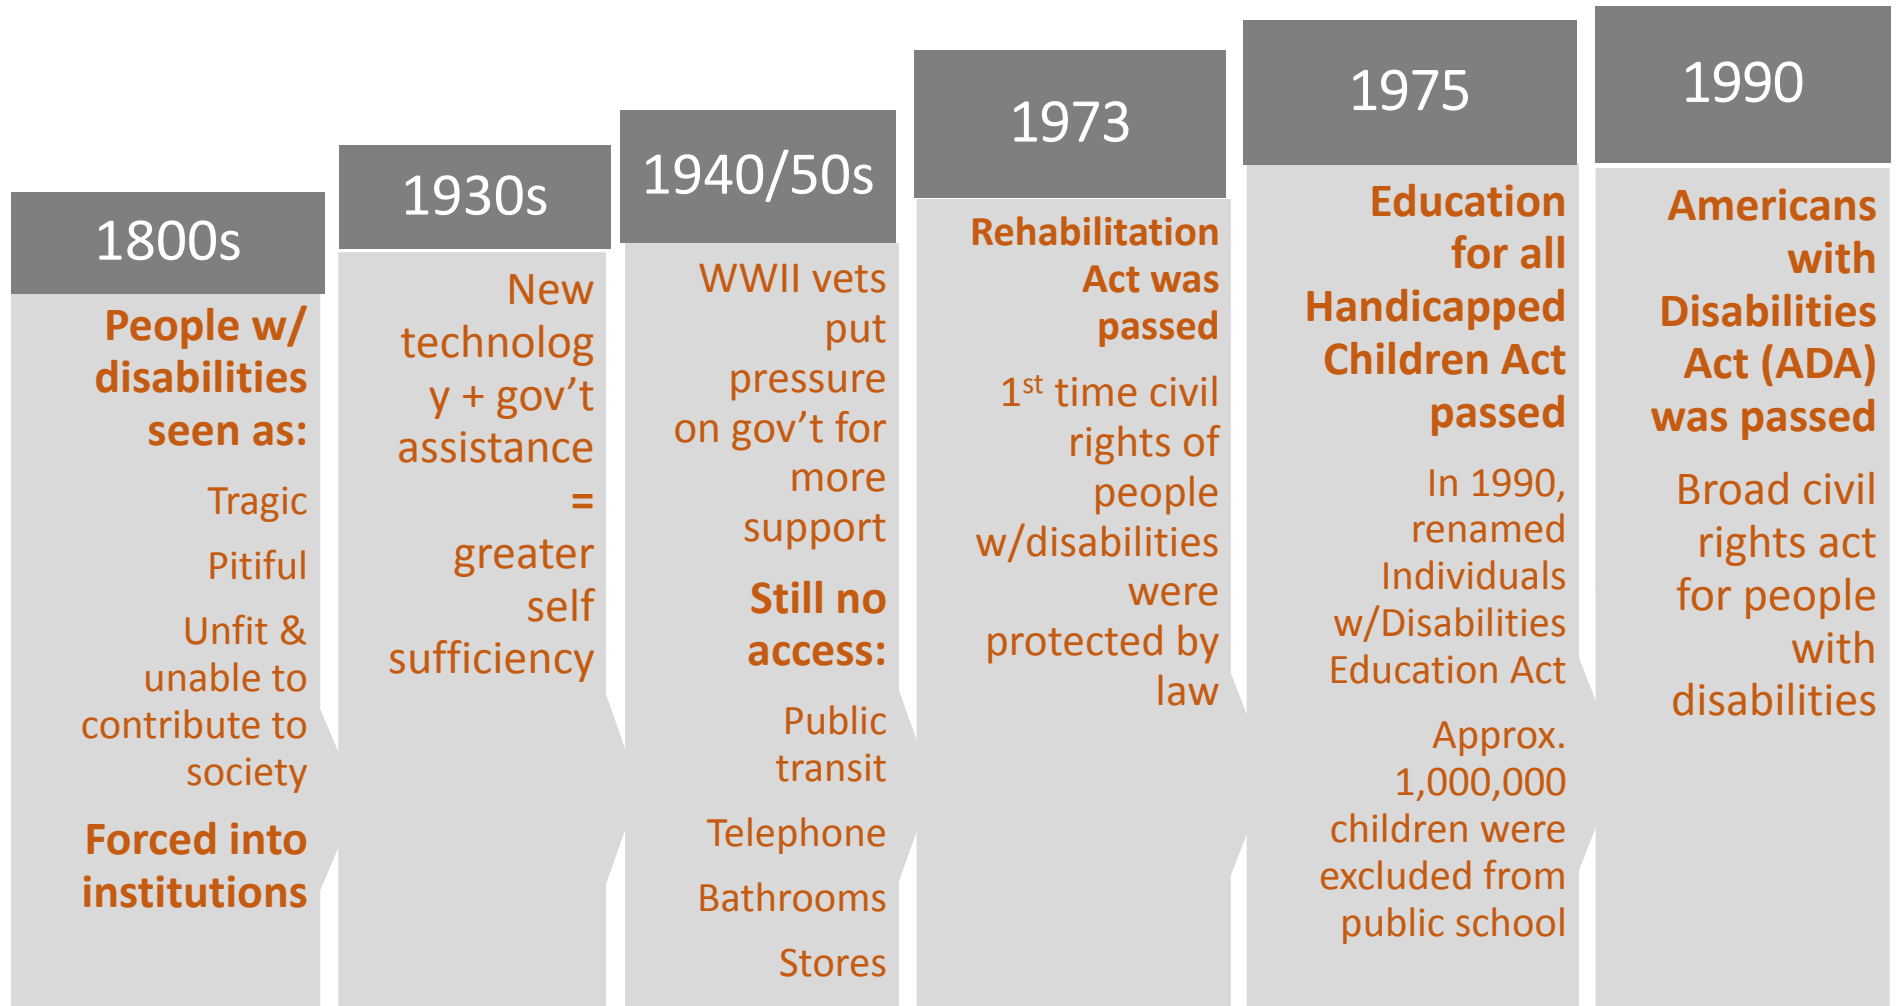 1800s
People w/
disabilities
seen as:
Tragic
Pitiful
Unfit &
unable to
contribute to
society
Forced into
institutions
1930s
New
technolog
y + gov’t
assistance
=
greater
self
sufficiency
1940/50s
WWII vets
put
pressure
on gov’t for
more
support
Still no
access:
Public
transit
Telephone
Bathrooms
Stores
1973
Rehabilitation
Act was
passed
1st time civil
rights of
people
w/disabilities
were
protected by
law
1975
Education
for all
Handicapped
Children Act
passed
In 1990,
renamed
Individuals
w/Disabilities
Education Act
Approx.
1,000,000
children were
excluded from
public school
1990
Americans
with
Disabilities
Act (ADA)
was passed
Broad civil
rights act
for people
with
disabilities